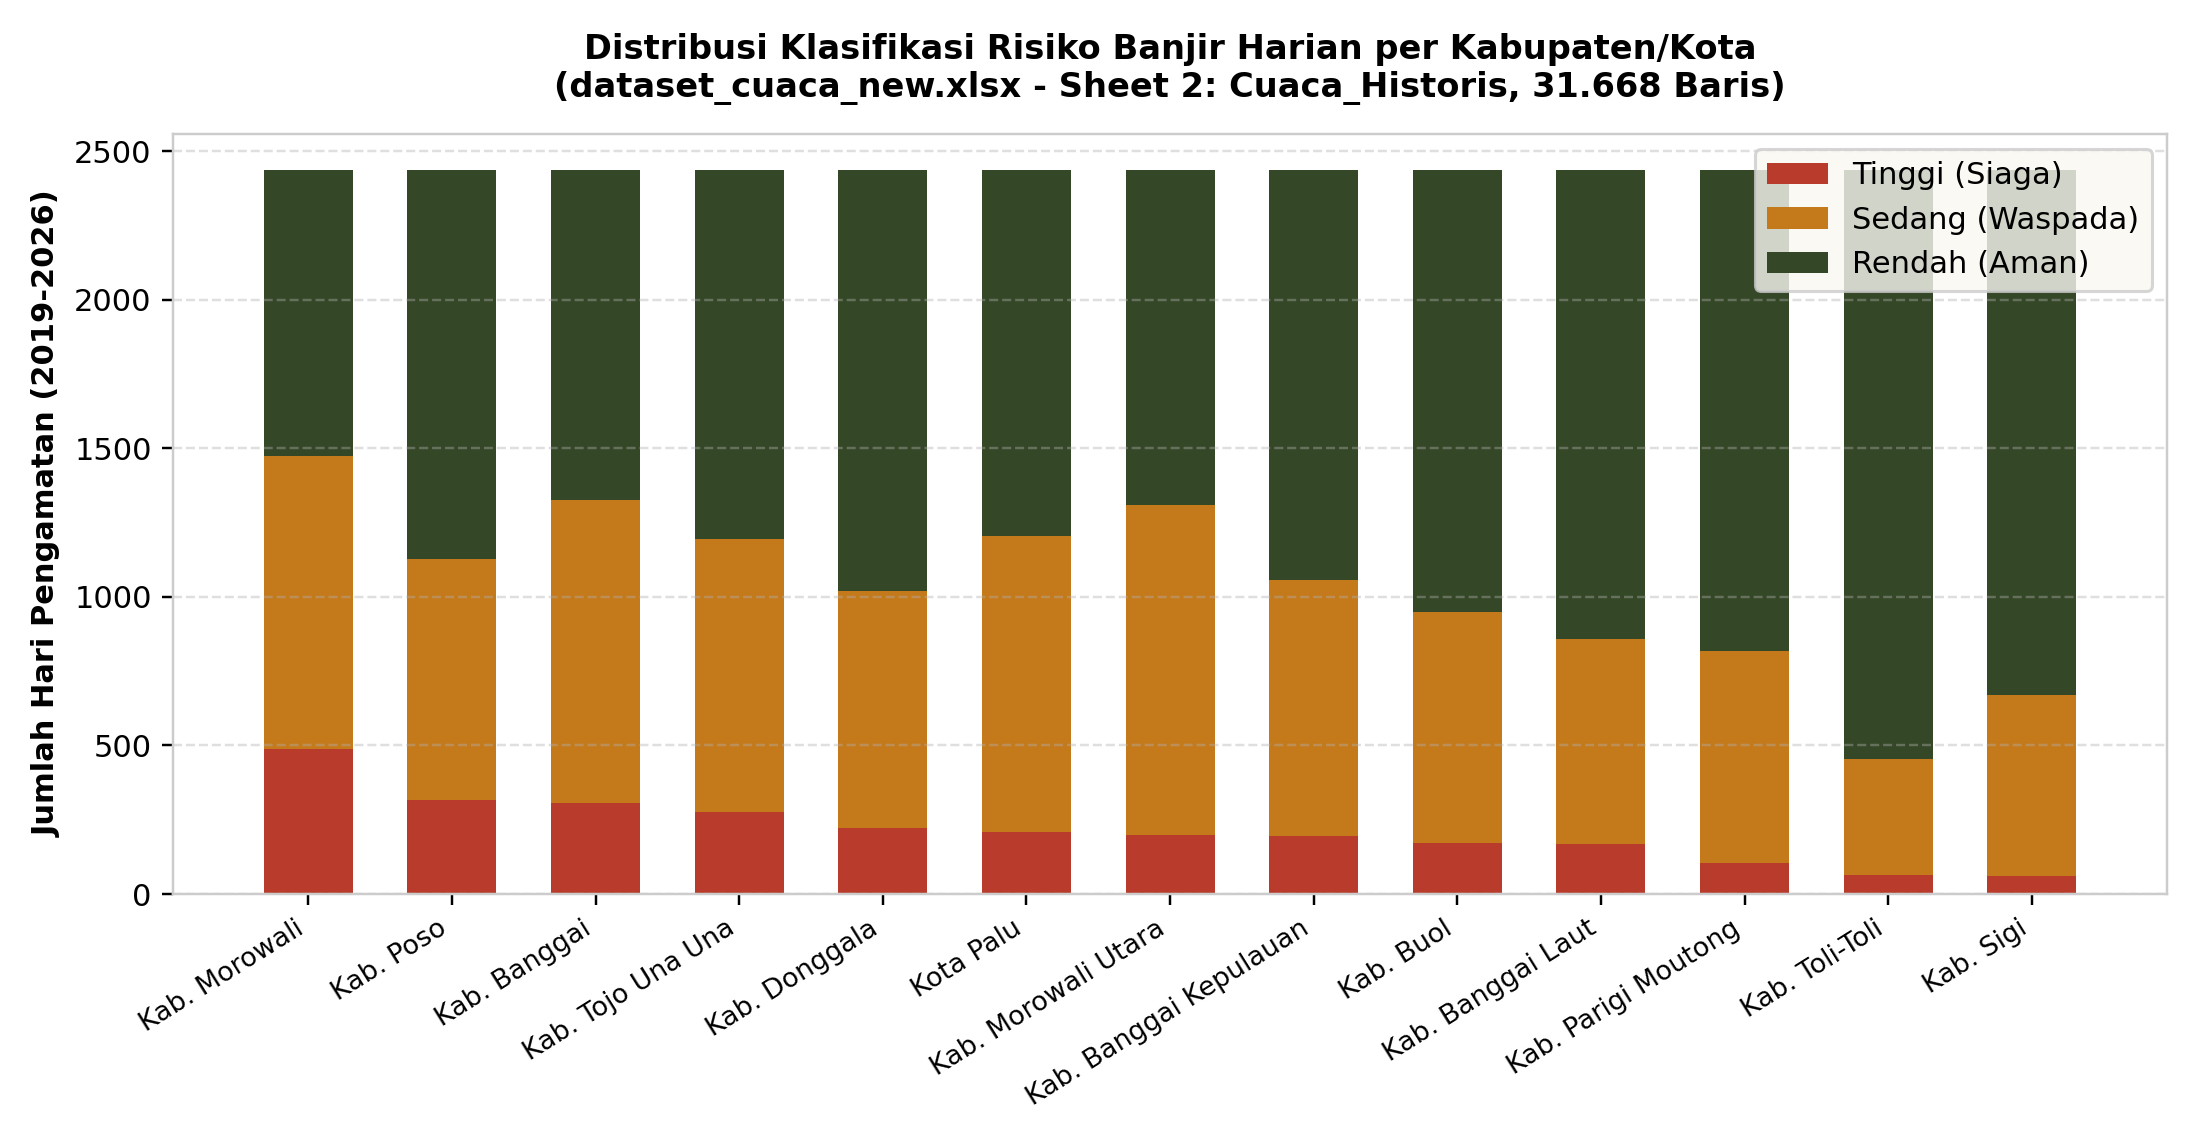 Distribusi Klasifikasi Risiko Banjir Harian per Kabupaten/Kota
(dataset_cuaca_new.xlsx - Sheet 2: Cuaca_Historis, 31.668 Baris)
Jumlah Hari Pengamatan (2019-2026)
2500
2000
1500
1000
500
0
Tinggi (Siaga)
Sedang (Waspada)
Rendah (Aman)
Kab. Morowali
Kab. Poso
Kab. Banggai
Kab. Tojo Una Una
Kab. Donggala
Kota Palu
Kab. Morowali Utara
Kab. Banggai Kepulauan
Kab. Buol
Kab. Banggai Laut
Kab. Parigi Moutong
Kab. Toli-Toli
Kab. Sigi